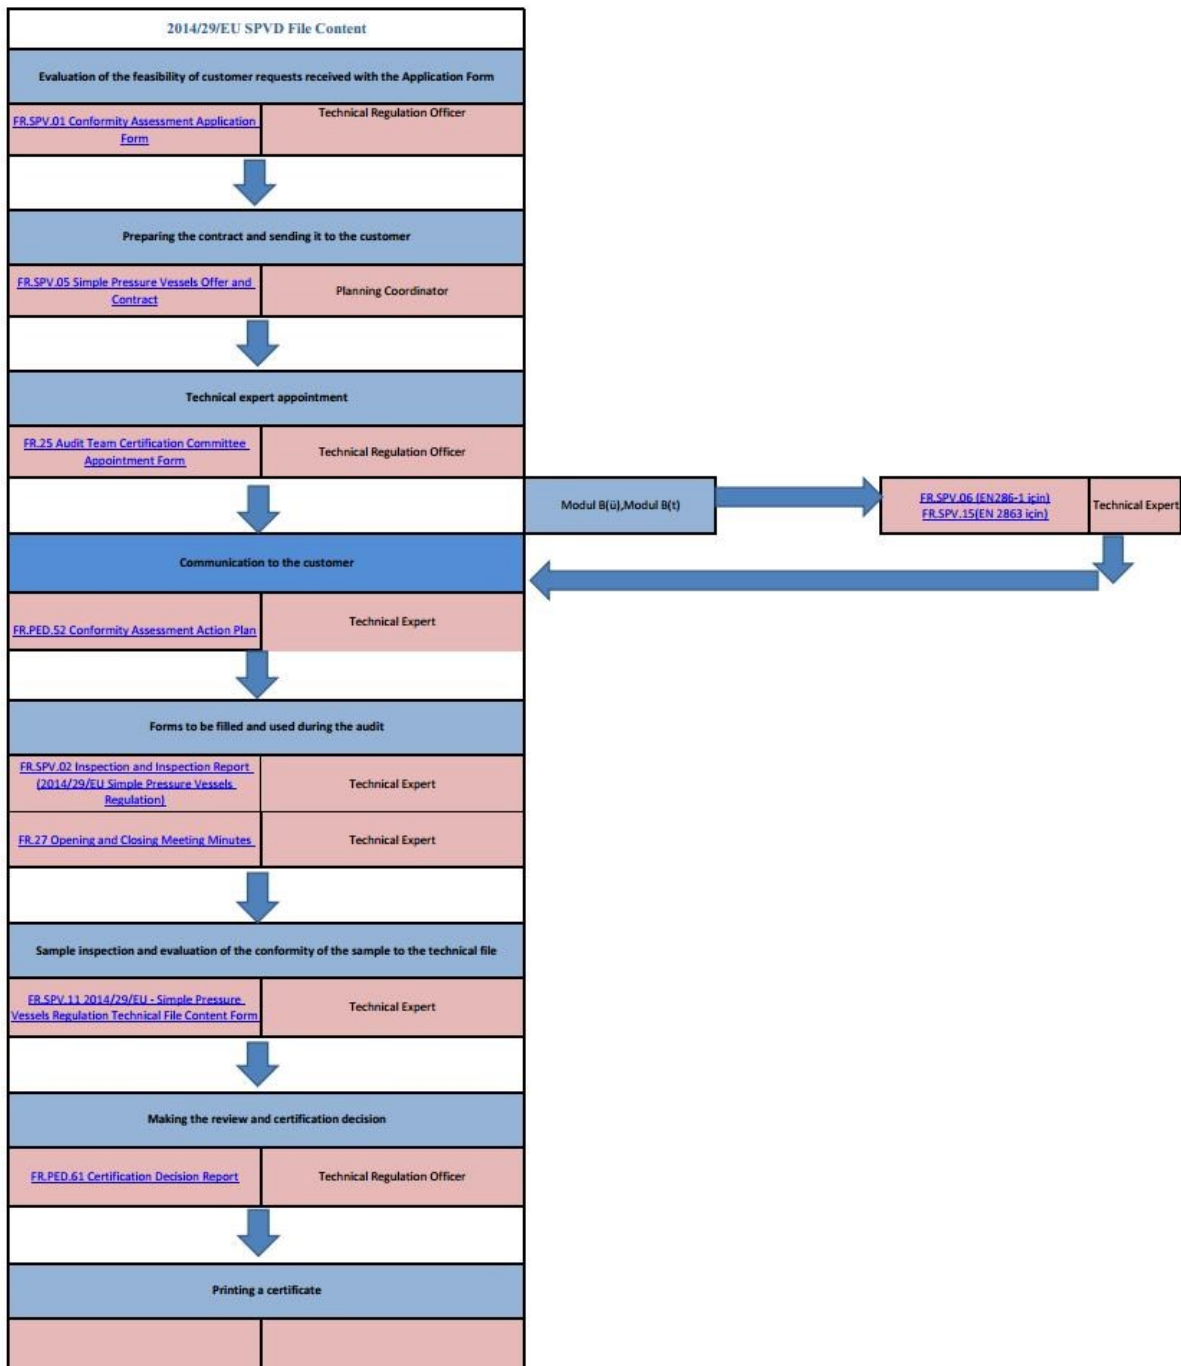 2014/29/EU SPVD File Content
Evaluation of the feasibility of customer requests received with the Application Form
FR.SPV.01 Conformity Assessment Application
Form
Technical Regulation Officer
Preparing the contract and sending it to the customer
FR.SPV.05 Simple Pressure Vessels Offer and
Contract
Planning Coordinator
Technical expert appointment
FR.25 Audit Team Certification Committee
Appointment Form
Technical Regulation Officer
Modul B(ü),Modul B(t)
FR.SPV.06 (EN286-1 için)
FR.SPV.15(EN 2863 için)
Technical Expert
Communication to the customer
FR.PED.52 Conformity Assessment Action Plan
Technical Expert
Forms to be filled and used during the audit
FR.SPV.02 Inspection and Inspection Report
(2014/29/EU Simple Pressure Vessels
Regulation)
Technical Expert
FR.27 Opening and Closing Meeting Minutes
Technical Expert
Sample inspection and evaluation of the conformity of the sample to the technical file
FR.SPV.11 2014/29/EU - Simple Pressure
Vessels Regulation Technical File Content Form
Technical Expert
Making the review and certification decision
FR.PED.61 Certification Decision Report
Technical Regulation Officer
Printing a certificate